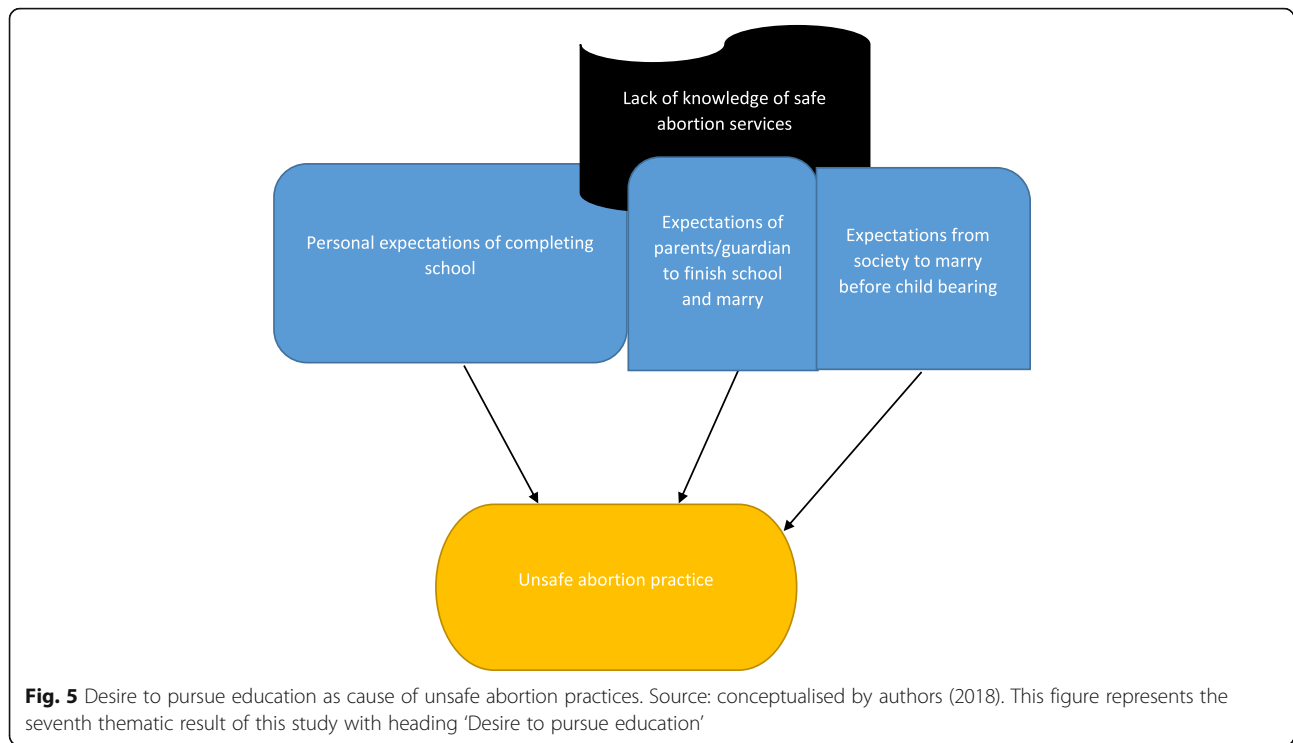 Lack of knowledge of safe
abortion services
Personal expectations of completing
school
Expectations of
parents/guardian
to finish school
and marry
Expectations from
society to marry
before child bearing
Unsafe abortion practice
Fig. 5 Desire to pursue education as cause of unsafe abortion practices. Source: conceptualised by authors (2018). This figure represents the
seventh thematic result of this study with heading ‘Desire to pursue education’